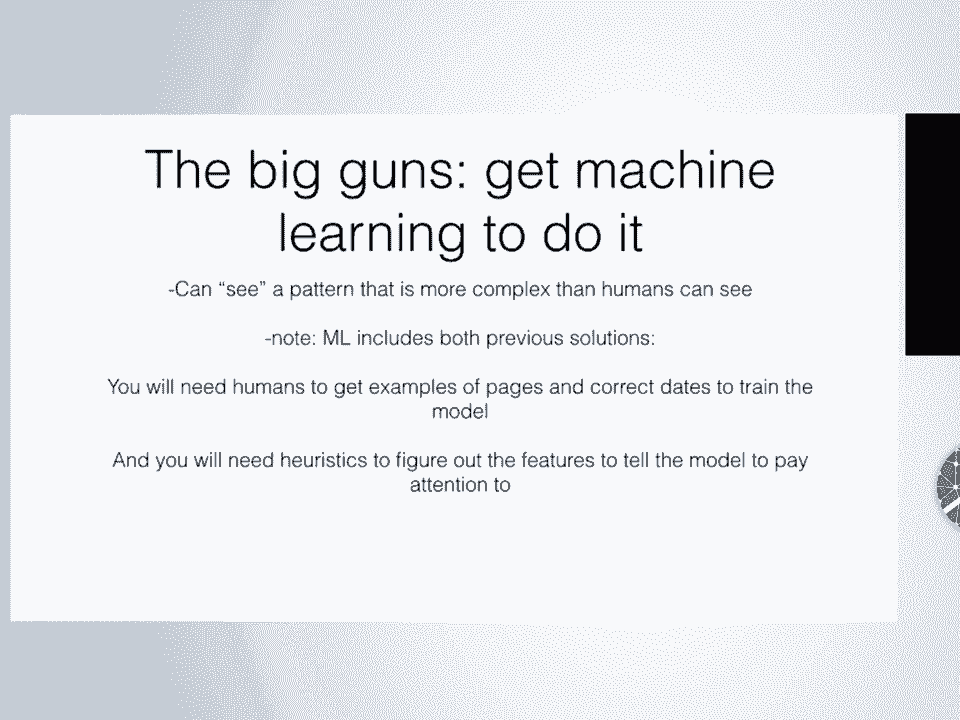 The big guns: get machine
learning to do it
-Can “see” a pattern that is more complex than humans can see
-note: ML includes both previous solutions:
You will need humans to get examples of pages and correct dates to train the
model
And you will need heuristics to figure out the features to tell the model to pay
attention to